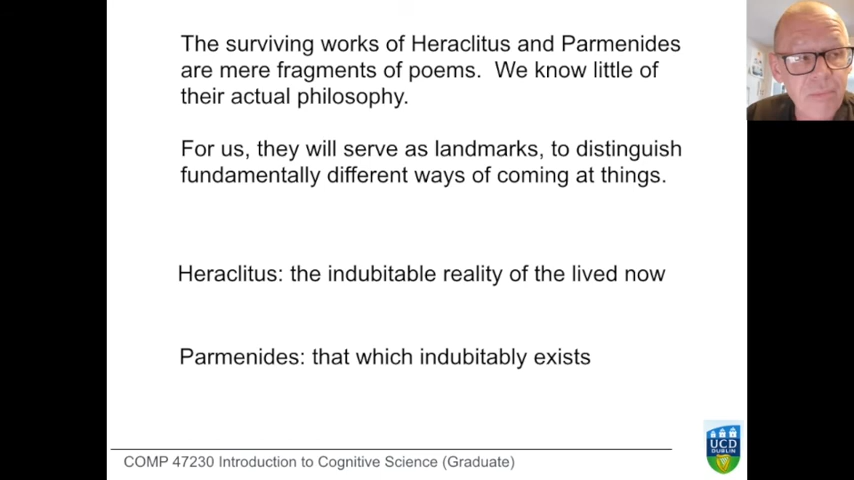 The surviving works of Heraclitus and Parmenides
are mere fragments of poems.  We know little of
their actual philosophy.
For us, they will serve as landmarks, to distinguish
fundamentally different ways of coming at things.
Heraclitus: the indubitable reality of the lived now
Parmenides: that which indubitably exists
COMP 47230 Introduction to Cognitive Science (Graduate)
UCD
DUBLIN